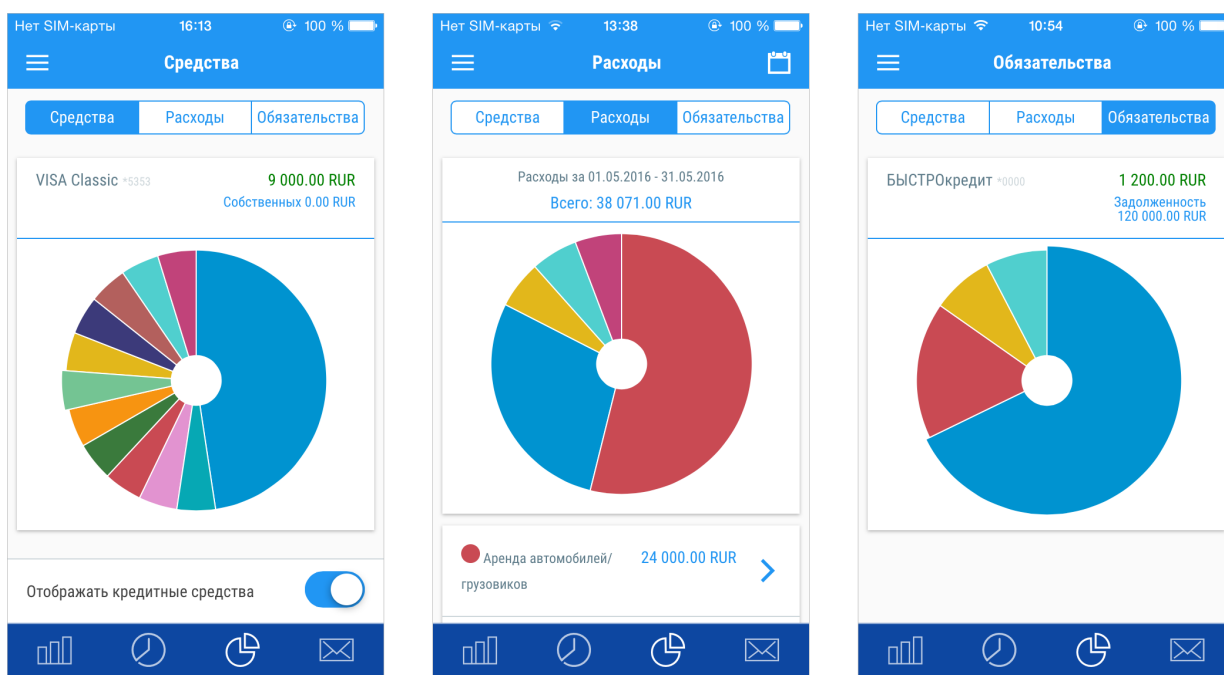 Нет SIM-карты 16:13 100 %
Средства
Средства Расходы Обязательства
VISA Classic *5353 9 000.00 RUR
Собственных 0.00 RUR
Отображать кредитные средства
Нет SIM-карты 13:38 100 %
Расходы
Средства Расходы Обязательства
Расходы за 01.05.2016 - 31.05.2016
Всего: 38 071.00 RUR
Аренда автомобилей/ 24 000.00 RUR
грузовиков
Нет SIM-карты 10:54 100 %
Обязательства
Средства Расходы Обязательства
БЫСТРОкредит *0000 1 200.00 RUR
Задолженность
120 000.00 RUR